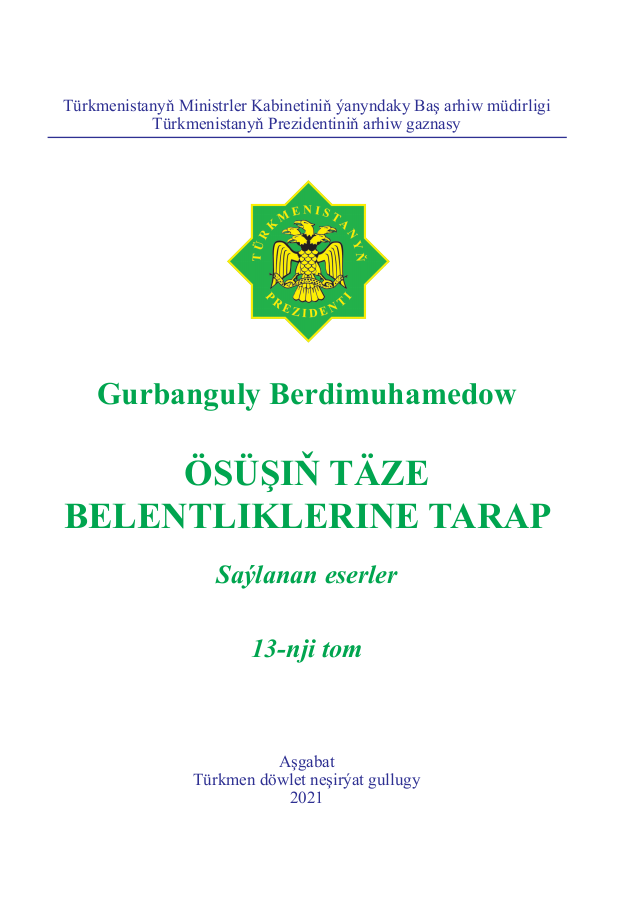 Türkmenistanyň Ministrler Kabinetiniň ýanyndaky Baş arhiw müdirligi
Türkmenistanyň Prezidentiniň arhiw gaznasy
TÜRKMENISTANYŇ
PREZIDENTI
Gurbanguly Berdimuhamedow
ÖSÜŞIŇ TÄZE
BELENTLIKLERINE TARAP
Saýlanan eserler
13-nji tom
Aşgabat
Türkmen döwlet neşirýat gullugy
2021